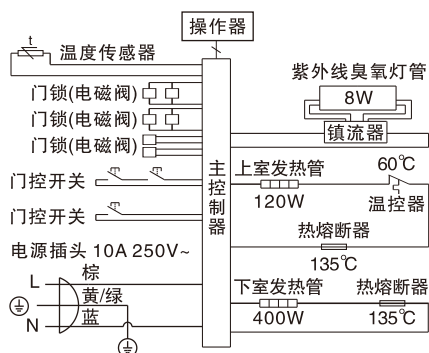 操作器
t
温度传感器
门锁(电磁阀)
门锁(电磁阀)
门锁(电磁阀)
门控开关
门控开关
电源插头 10A 250V~
L
棕
黄/绿
N
蓝
主控制器
紫外线臭氧灯管
8W
镇流器
上室发热管
120W
60℃
温控器
热熔断器
135℃
下室发热管
400W
热熔断器
135℃